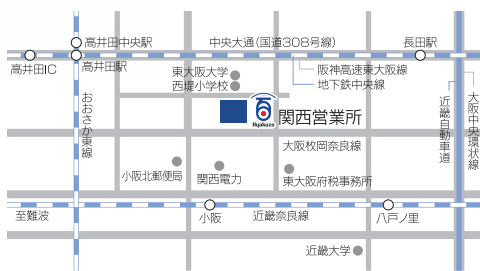 高井田中央駅
中央大通(国道308号線)
長田駅
高井田IC
高井田駅
阪神高速東大阪線
地下鉄中央線
東大阪大学
西堤小学校
おおさか東線
Hyakuzo
関西営業所
近畿自動車道
大阪中央環状線
大阪枚岡奈良線
小阪北郵便局
関西電力
東大阪府税事務所
至難波
小阪
近畿奈良線
八戸ノ里
近畿大学